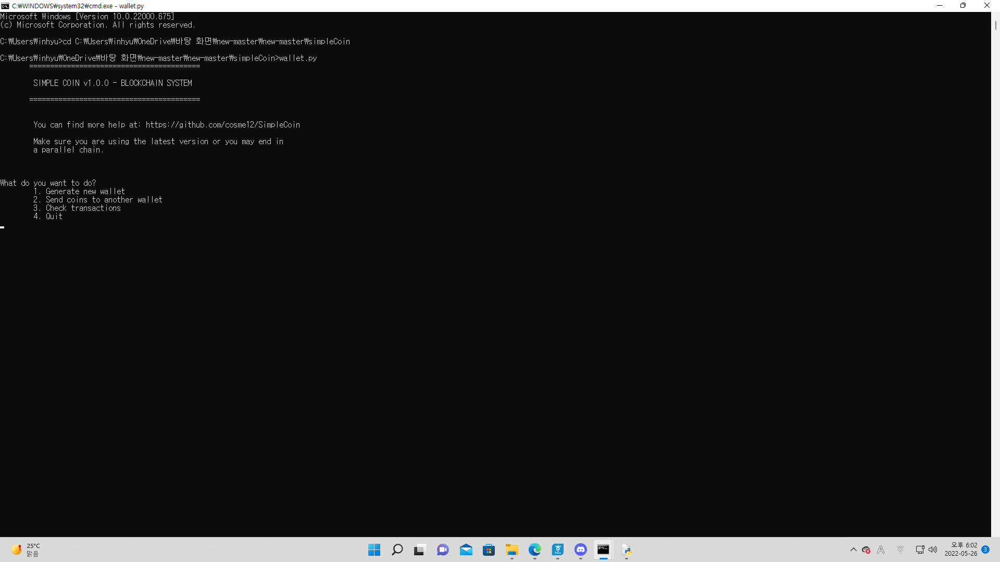 C:₩WINDOWS₩system32₩cmd.exe - wallet.py
Microsoft Windows [Version 10.0.22000.675]
(c) Microsoft Corporation. All rights reserved.
C:₩Users₩inhyu>cd C:₩Users₩inhyu₩OneDrive₩바탕 화면₩new-master₩new-master₩simpleCoin
C:₩Users₩inhyu₩OneDrive₩바탕 화면₩new-master₩new-master₩simpleCoin>wallet.py
=========================================
SIMPLE COIN v1.0.0 - BLOCKCHAIN SYSTEM
=========================================
You can find more help at: https://github.com/cosme12/SimpleCoin
Make sure you are using the latest version or you may end in
a parallel chain.
What do you want to do?
1. Generate new wallet
2. Send coins to another wallet
3. Check transactions
4. Quit
25°C
맑음
A
오후 6:02
2022-05-26
3